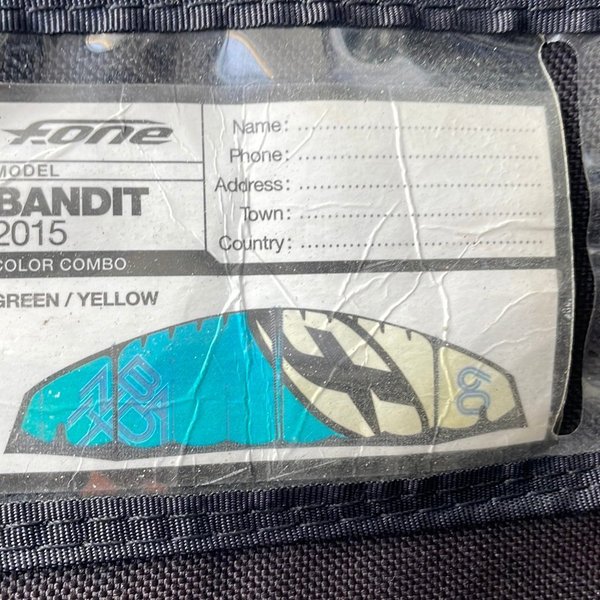 f.one
MODEL
BANDIT
2015
COLOR COMBO
GREEN / YELLOW
Name:
Phone:
Address:
Town:
Country: